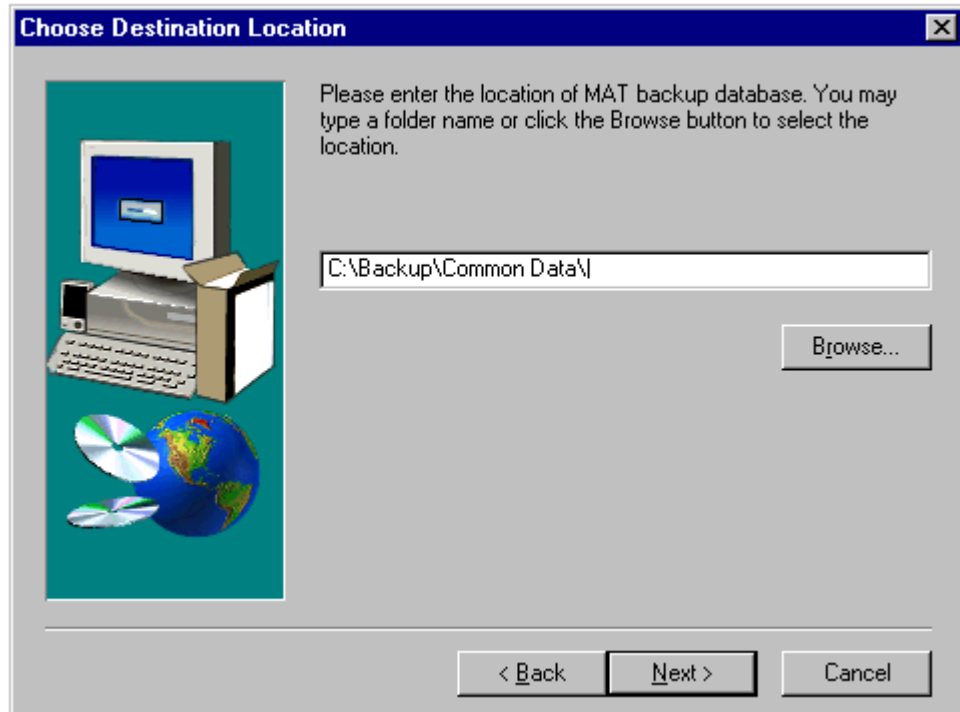 Choose Destination Location
Please enter the location of MAT backup database. You may
type a folder name or click the Browse button to select the
location.
C:\Backup\Common Data\
Browse...
< Back
Next >
Cancel